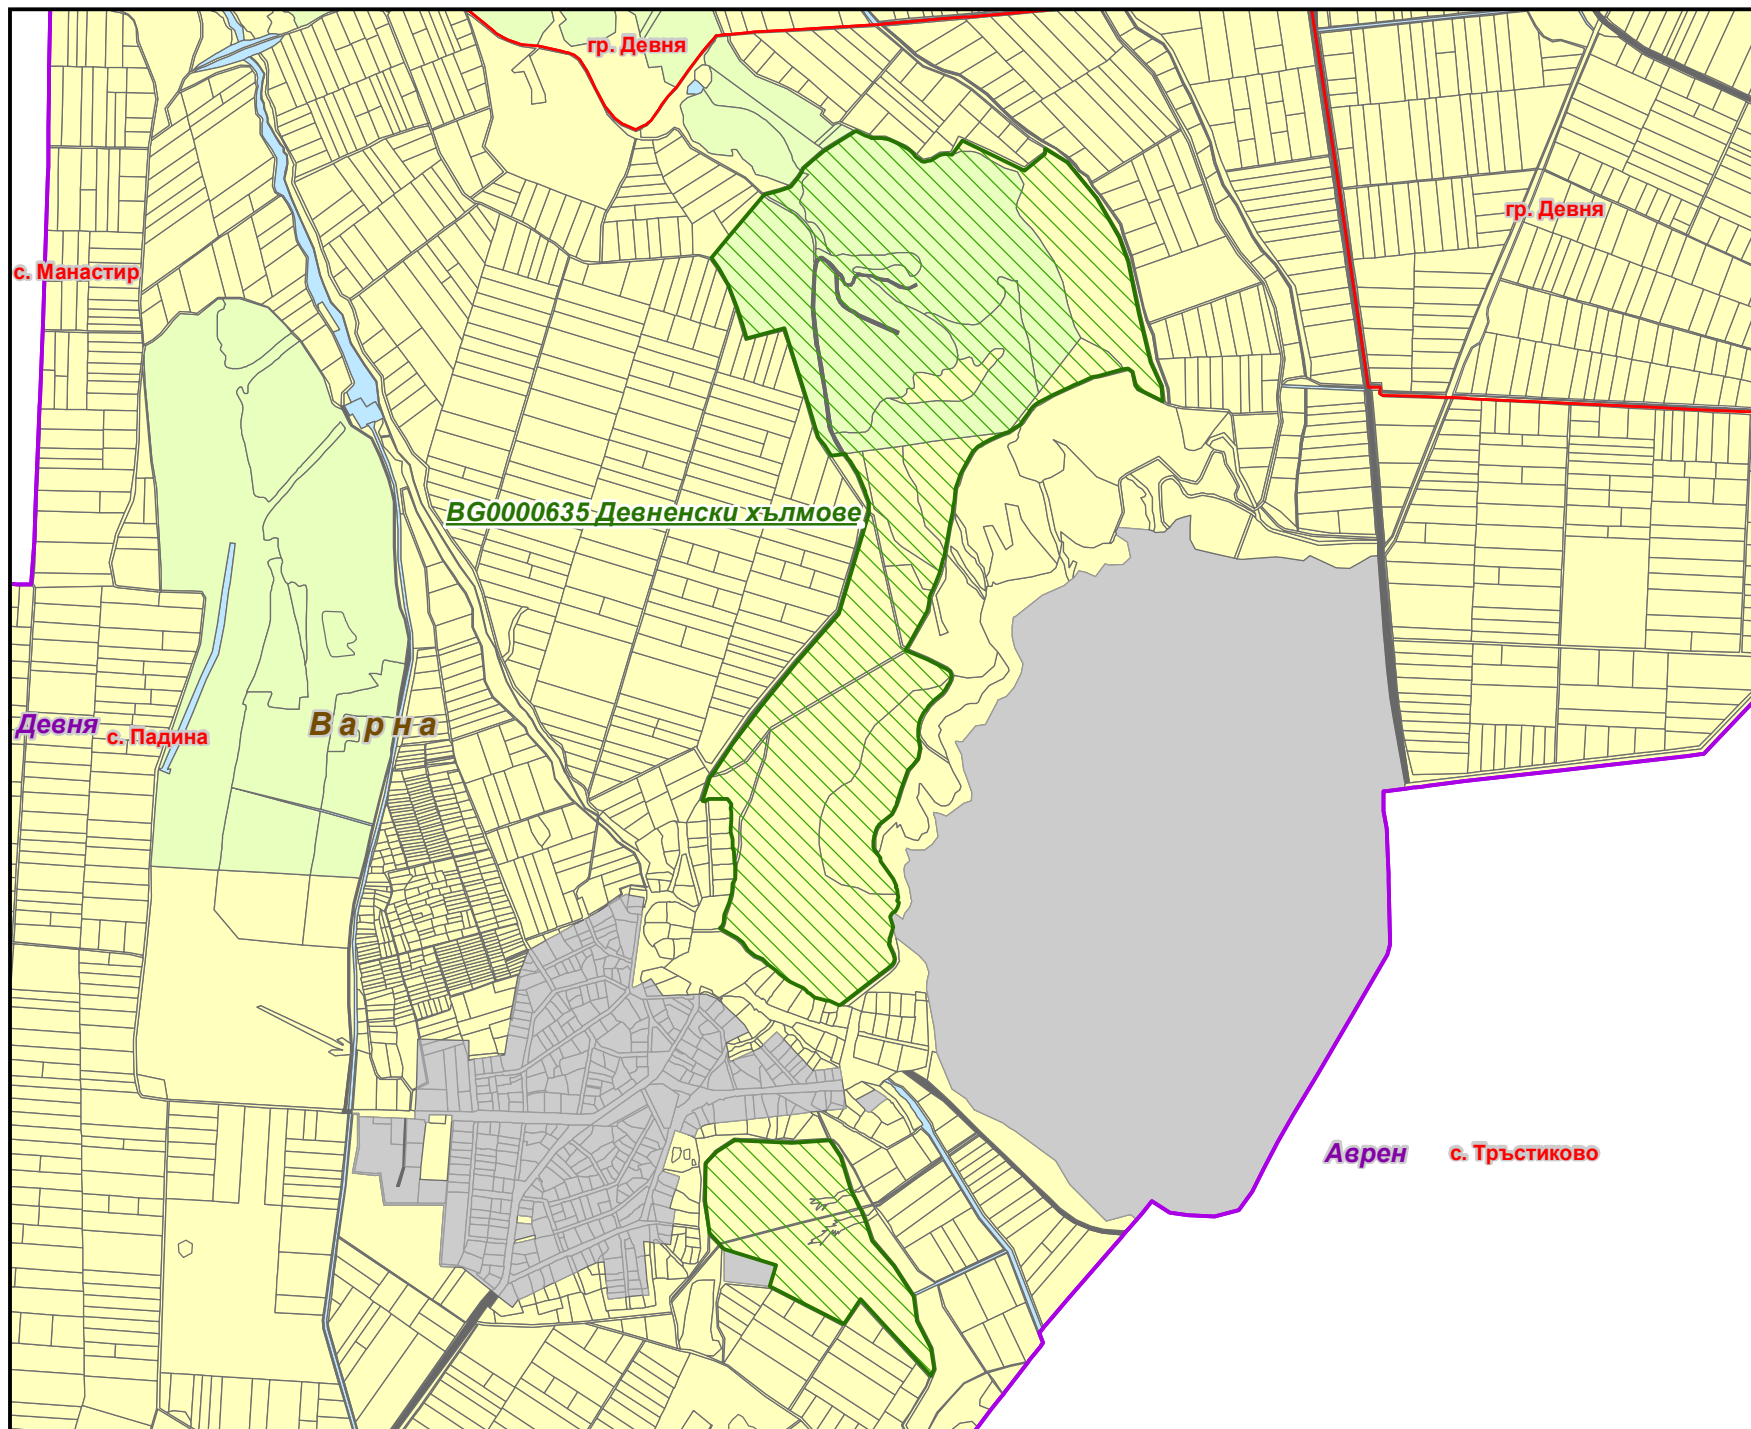 гр. Девня
гр. Девня
с. Манастир
BG0000635 Девненски хълмове
Девня
с. Падина
Варна
Аврен
с. Тръстиково